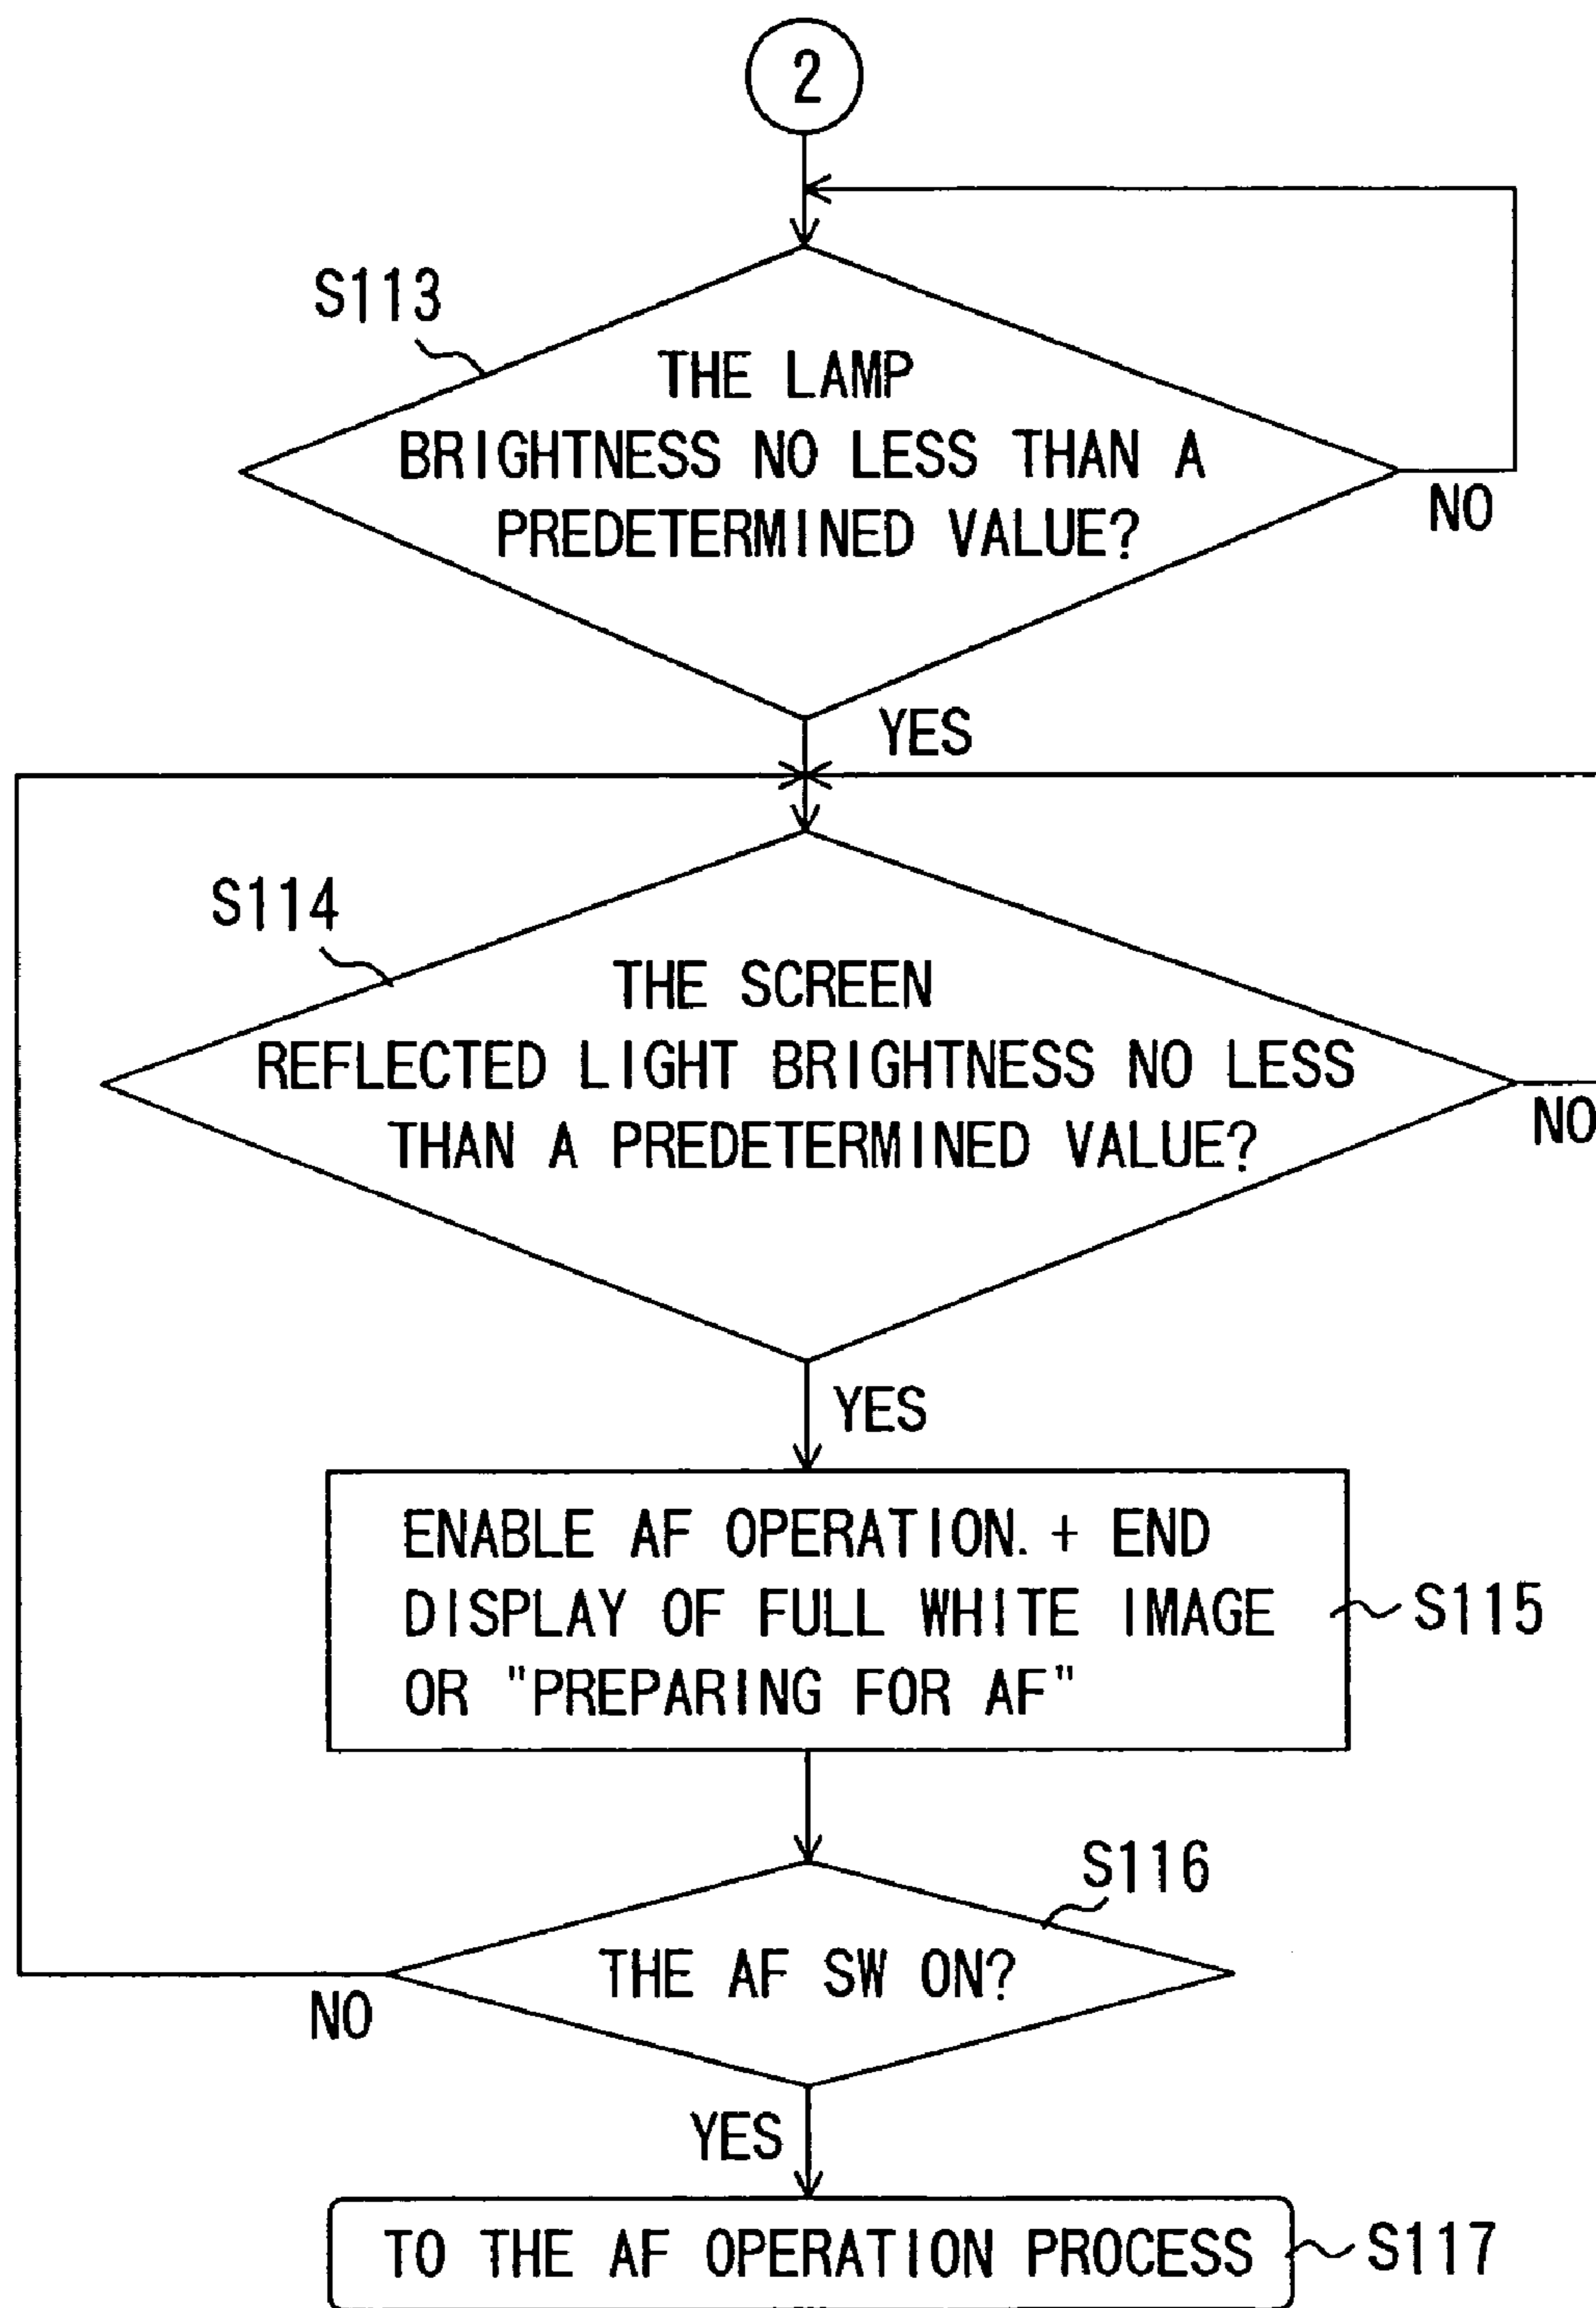 2
S113
THE LAMP
BRIGHTNESS NO LESS THAN A
PREDETERMINED VALUE?
NO
YES
S114
THE SCREEN
REFLECTED LIGHT BRIGHTNESS NO LESS
THAN A PREDETERMINED VALUE?
NO
YES
ENABLE AF OPERATION. + END
DISPLAY OF FULL WHITE IMAGE
OR "PREPARING FOR AF"
S115
S116
THE AF SW ON?
NO
YES
TO THE AF OPERATION PROCESS
S117